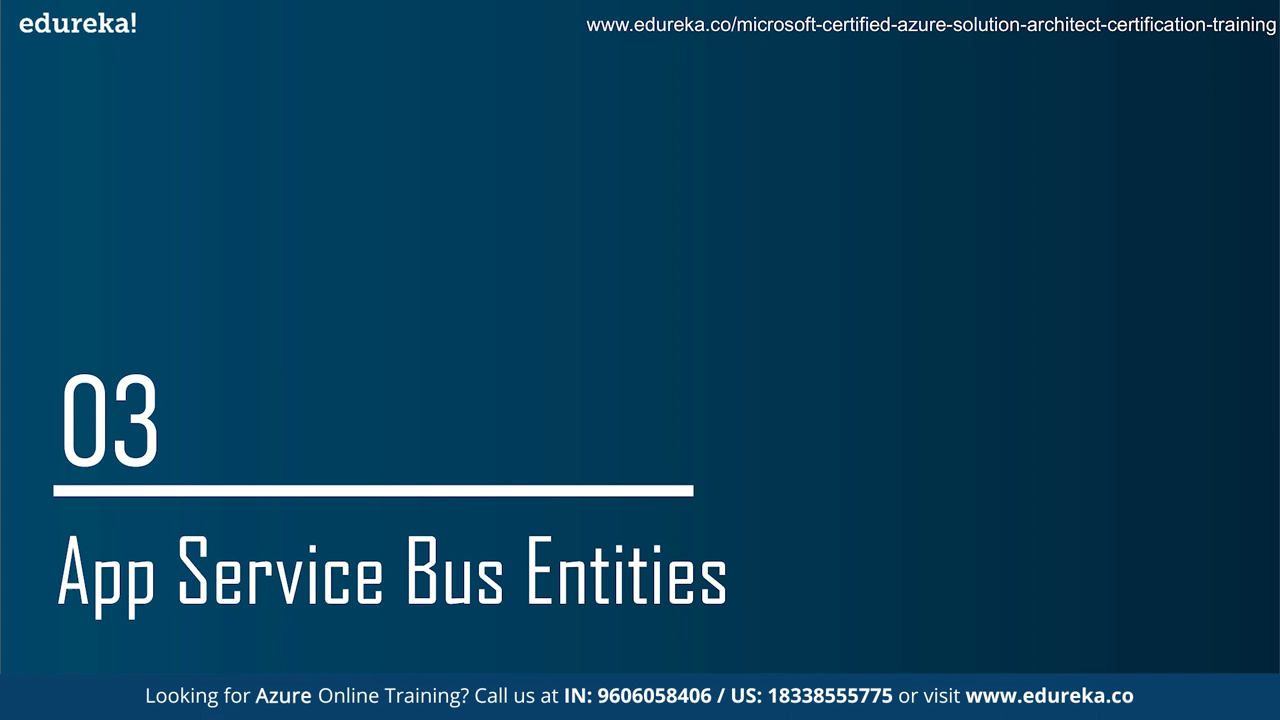 edureka!
www.edureka.co/microsoft-certified-azure-solution-architect-certification-training
03
App Service Bus Entities
Looking for Azure Online Training? Call us at IN: 9606058406 / US: 18338555775 or visit www.edureka.co